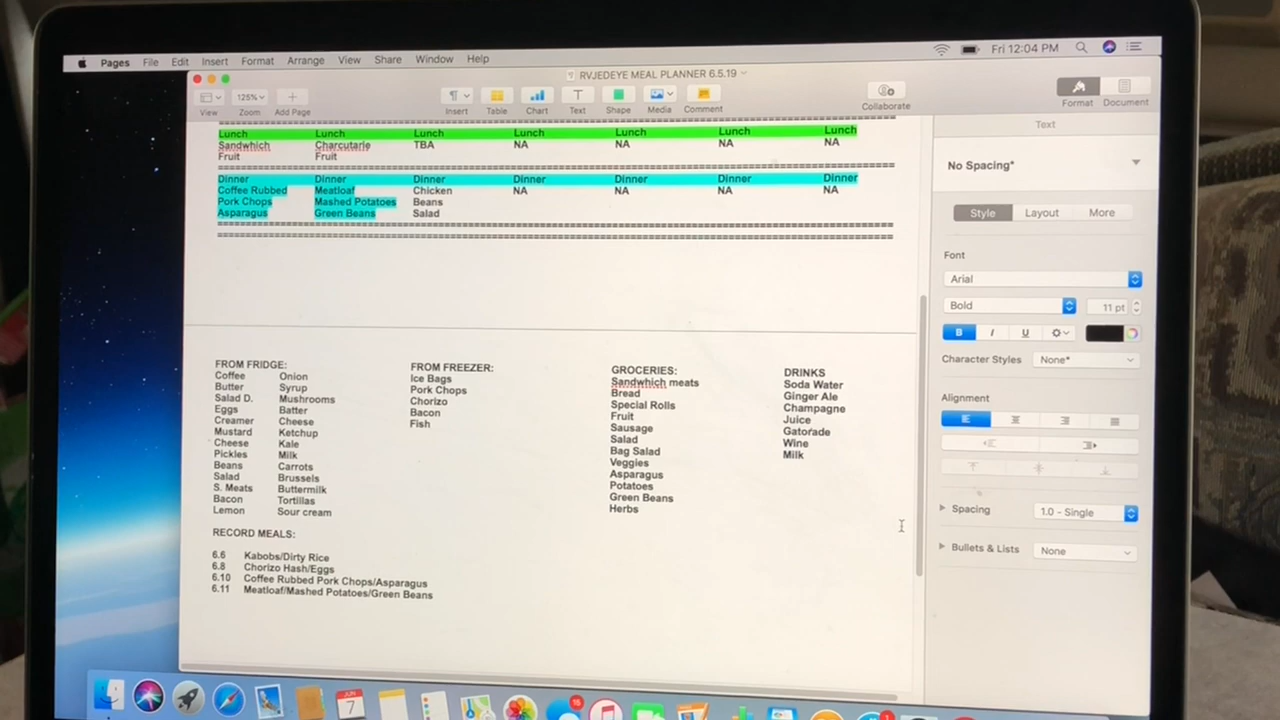 Pages File Edit Insert Format Arrange View Share Window Help Fri 12:04 PM
RVJEDEYE MEAL PLANNER 6.5.19
125%
View Zoom Add Page Insert Table Chart Text Shape Media Comment Collaborate Format Document
Lunch Lunch Lunch Lunch Lunch Lunch Lunch
Sandwhich Charcutarie TBA NA NA NA NA
Fruit Fruit
Dinner Dinner Dinner Dinner Dinner Dinner Dinner
Coffee Rubbed Meatloaf Chicken NA NA NA NA
Pork Chops Mashed Potatoes Beans
Asparagus Green Beans Salad
FROM FRIDGE:
Coffee Onion
Butter Syrup
Salad D. Mushrooms
Eggs Batter
Creamer Cheese
Mustard Ketchup
Cheese Kale
Pickles Milk
Beans Carrots
Salad Brussels
S. Meats Buttermilk
Bacon Tortillas
Lemon Sour cream
FROM FREEZER:
Ice Bags
Pork Chops
Chorizo
Bacon
Fish
GROCERIES:
Sandwhich meats
Bread
Special Rolls
Fruit
Sausage
Salad
Bag Salad
Veggies
Asparagus
Potatoes
Green Beans
Herbs
DRINKS
Soda Water
Ginger Ale
Champagne
Juice
Gatorade
Wine
Milk
RECORD MEALS:
6.6 Kabobs/Dirty Rice
6.8 Chorizo Hash/Eggs
6.10 Coffee Rubbed Pork Chops/Asparagus
6.11 Meatloaf/Mashed Potatoes/Green Beans
Text
No Spacing*
Style Layout More
Font
Arial
Bold 11 pt
B I U
Character Styles None*
Alignment
Spacing 1.0 - Single
Bullets & Lists None
JUN
7
16
1